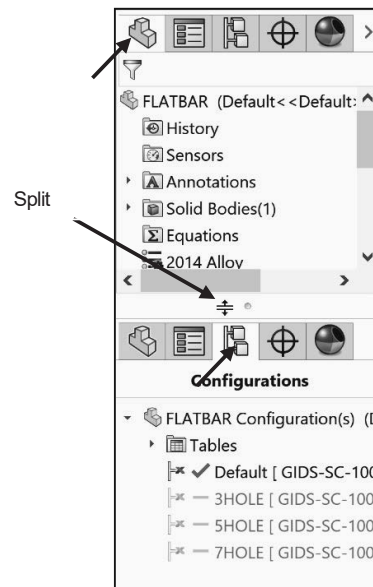 FLATBAR (Default<<Default:
History
Sensors
Annotations
Solid Bodies(1)
Split
Equations
2014 Alloy
Configurations
FLATBAR Configuration(s) (D
Tables
Default [ GIDS-SC-100
3HOLE [ GIDS-SC-100
5HOLE [ GIDS-SC-100
7HOLE [ GIDS-SC-100